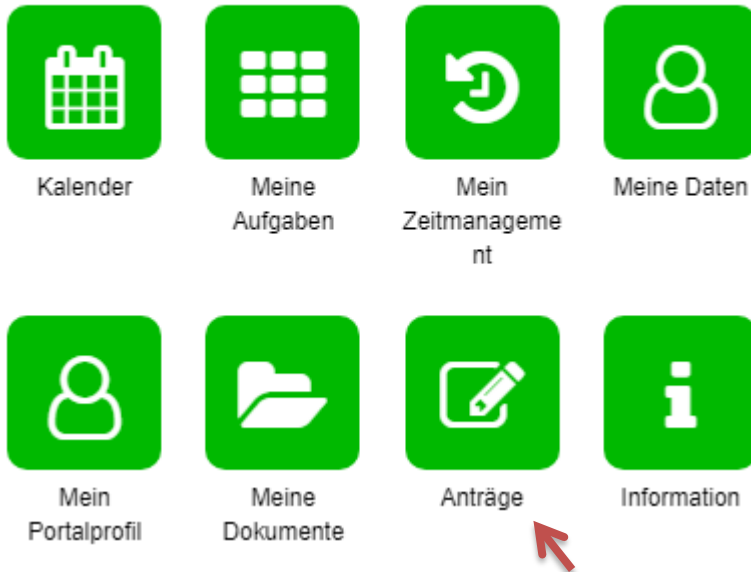 Kalender
Meine
Aufgaben
Mein
Zeitmanageme
nt
Meine Daten
Mein
Portalprofil
Meine
Dokumente
Anträge
Information